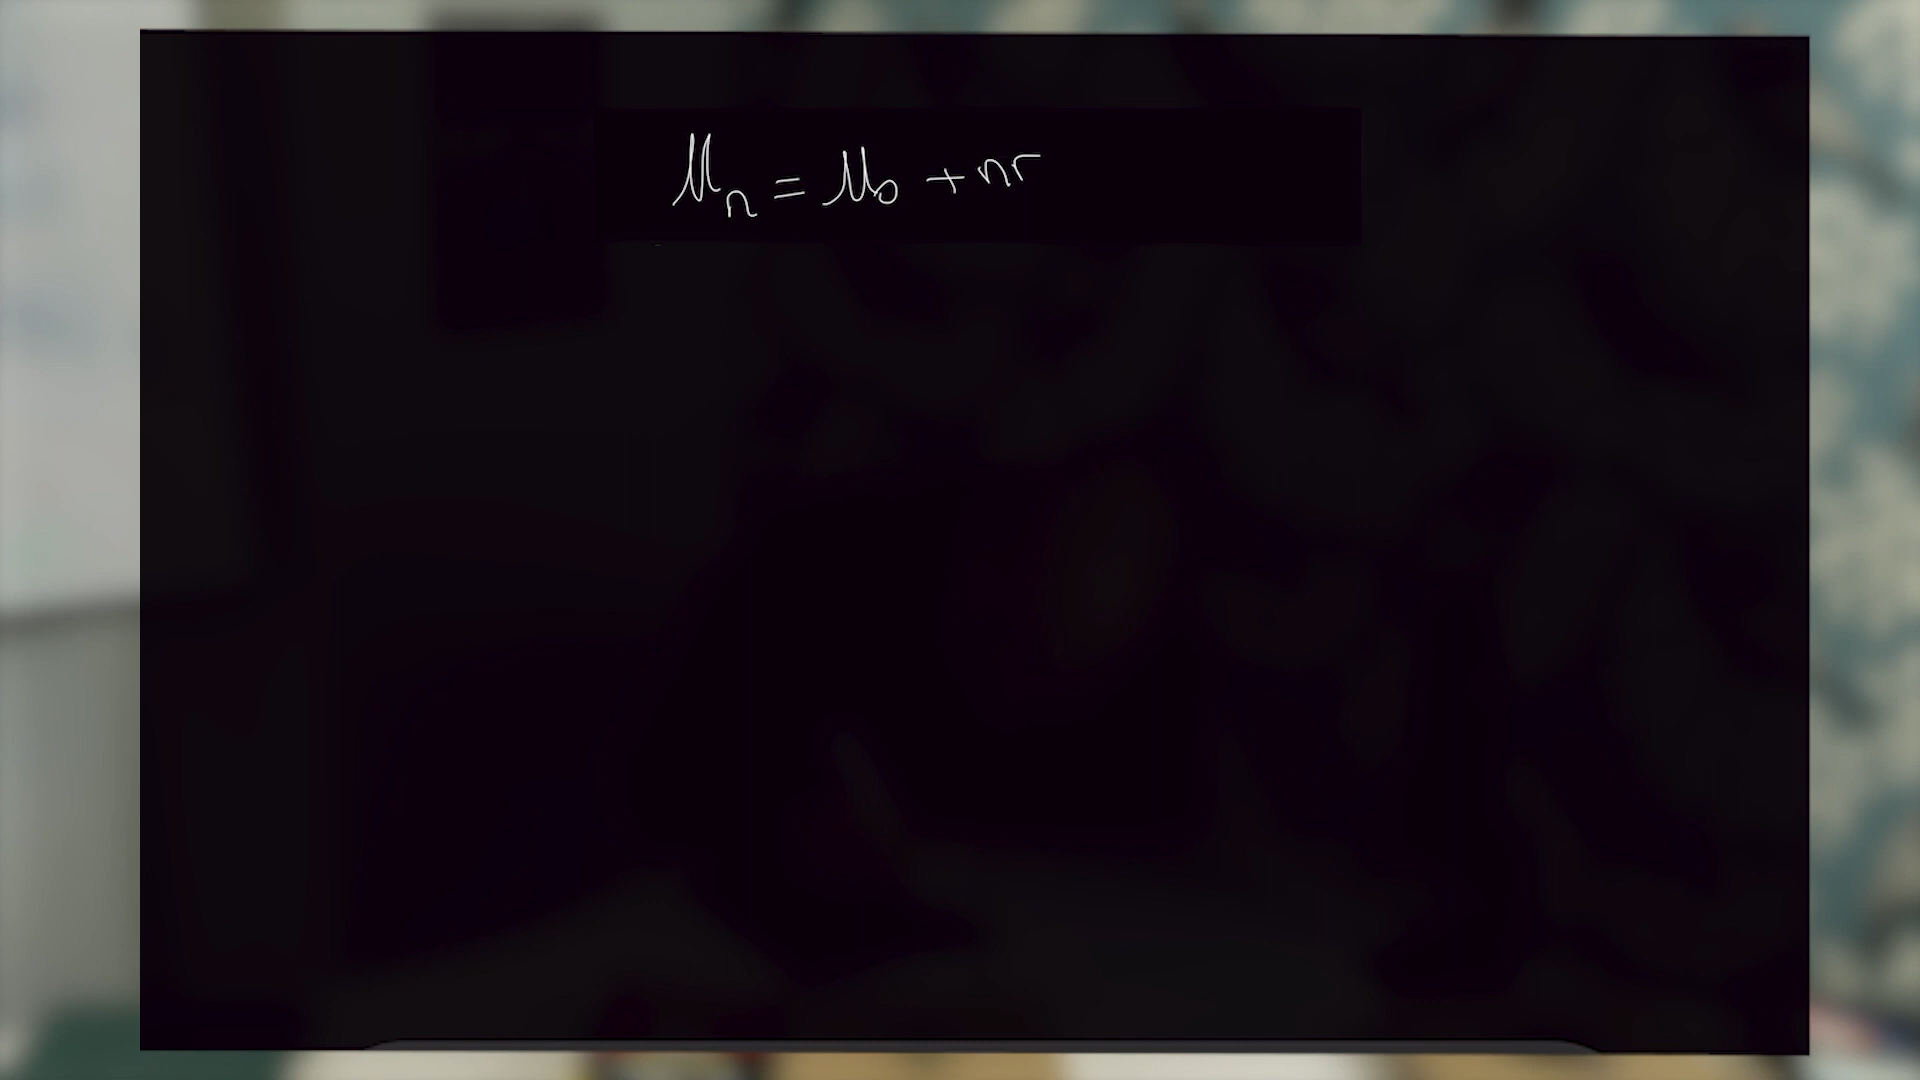 Un = U0 + nr